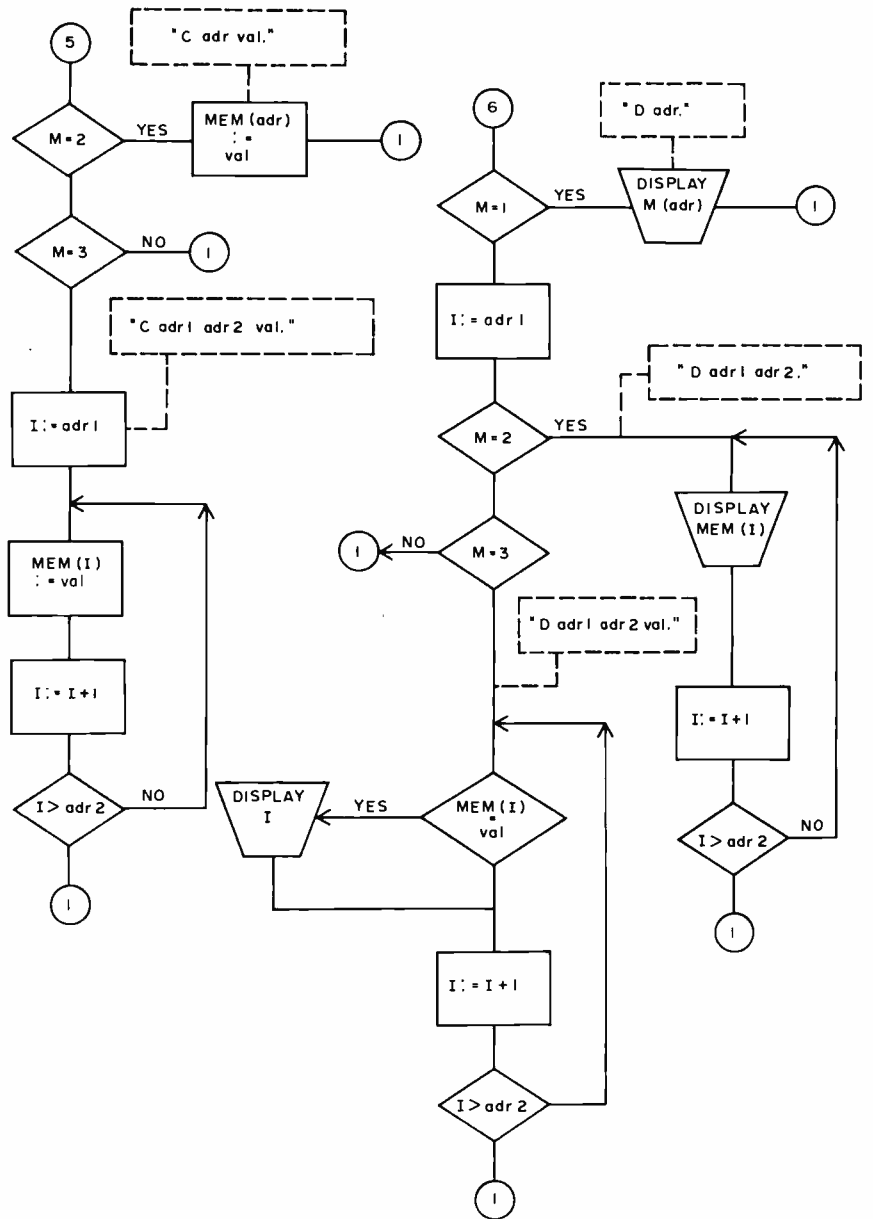 5
"C adr val."
M=2
YES
MEM (adr)
:=
val
1
M=3
NO
1
"C adr1 adr2 val."
I:=adr1
MEM (I)
:= val
I:= I+1
I> adr2
NO
1
6
"D adr."
M=1
YES
DISPLAY
M (adr)
1
I:= adr1
"D adr1 adr2."
M=2
YES
DISPLAY
MEM (I)
1
NO
M=3
"D adr1 adr2 val."
I:= I+1
I> adr2
NO
1
DISPLAY
I
YES
MEM (I)
=
val
I:= I+1
I> adr2
1